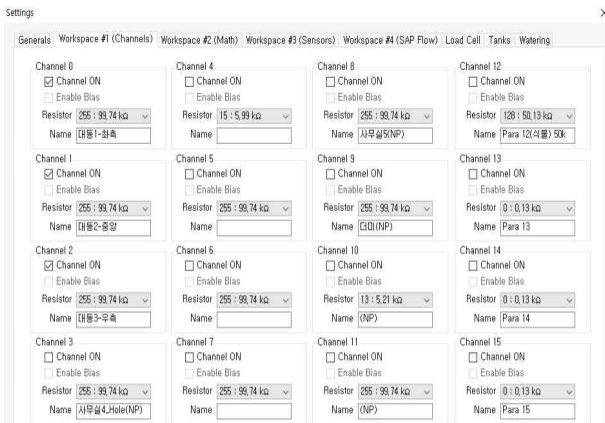 Settings
Generals Workspace #1 (Channels) Workspace #2 (Math) Workspace #3 (Sensors) Workspace #4 (SAP Flow) Load Cell Tanks Watering
Channel 0 Channel 4 Channel 8 Channel 12
Channel ON Channel ON Channel ON Channel ON
Enable Bias Enable Bias Enable Bias Enable Bias
Resistor 255 : 99,74 kΩ Resistor 15 : 5,99 kΩ Resistor 255 : 99,74 kΩ Resistor 128 : 50,13 kΩ
Name 대통1-좌측 Name Name 사무실5(NP) Name Para 12(식물) 50k
Channel 1 Channel 5 Channel 9 Channel 13
Channel ON Channel ON Channel ON Channel ON
Enable Bias Enable Bias Enable Bias Enable Bias
Resistor 255 : 99,74 kΩ Resistor 255 : 99,74 kΩ Resistor 255 : 99,74 kΩ Resistor 0 : 0,13 kΩ
Name 대통2-중앙 Name Name 더미(NP) Name Para 13
Channel 2 Channel 6 Channel 10 Channel 14
Channel ON Channel ON Channel ON Channel ON
Enable Bias Enable Bias Enable Bias Enable Bias
Resistor 255 : 99,74 kΩ Resistor 255 : 99,74 kΩ Resistor 13 : 5,21 kΩ Resistor 0 : 0,13 kΩ
Name 대통3-우측 Name Name (NP) Name Para 14
Channel 3 Channel 7 Channel 11 Channel 15
Channel ON Channel ON Channel ON Channel ON
Enable Bias Enable Bias Enable Bias Enable Bias
Resistor 255 : 99,74 kΩ Resistor 255 : 99,74 kΩ Resistor 255 : 99,74 kΩ Resistor 0 : 0,13 kΩ
Name 사무실4_Hole(NP) Name Name (NP) Name Para 15